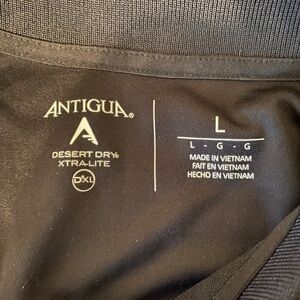 ANTIGUA®
DESERT DRY®
XTRA-LITE
DXL
L
L - G - G
MADE IN VIETNAM
FAIT EN VIETNAM
HECHO EN VIETNAM